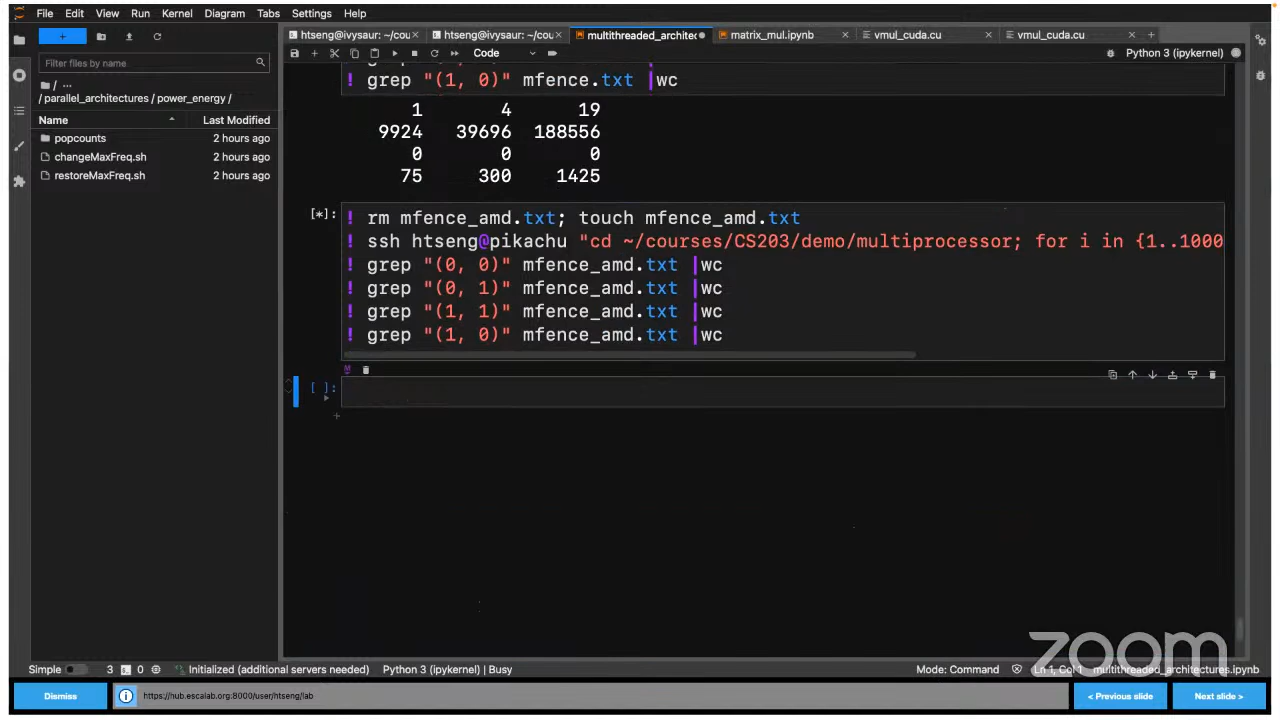 File Edit View Run Kernel Diagram Tabs Settings Help
+
Filter files by name
/ ...
/ parallel_architectures / power_energy /
Name Last Modified
popcounts 2 hours ago
changeMaxFreq.sh 2 hours ago
restoreMaxFreq.sh 2 hours ago
htseng@ivysaur: ~/cou htseng@ivysaur: ~/cou multithreaded_architec matrix_mul.ipynb vmul_cuda.cu vmul_cuda.cu
Code Python 3 (ipykernel)
! grep "(1, 0)" mfence.txt |wc
1 4 19
9924 39696 188556
0 0 0
75 300 1425
[*]:
! rm mfence_amd.txt; touch mfence_amd.txt
! ssh htseng@pikachu "cd ~/courses/CS203/demo/multiprocessor; for i in {1..1000
! grep "(0, 0)" mfence_amd.txt |wc
! grep "(0, 1)" mfence_amd.txt |wc
! grep "(1, 1)" mfence_amd.txt |wc
! grep "(1, 0)" mfence_amd.txt |wc
[ ]:
zoom
Simple 3 0 Initialized (additional servers needed) Python 3 (ipykernel) | Busy Mode: Command Ln 1, Col 1 multithreaded_architectures.ipynb
Dismiss https://hub.escalab.org:8000/user/htseng/lab < Previous slide Next slide >